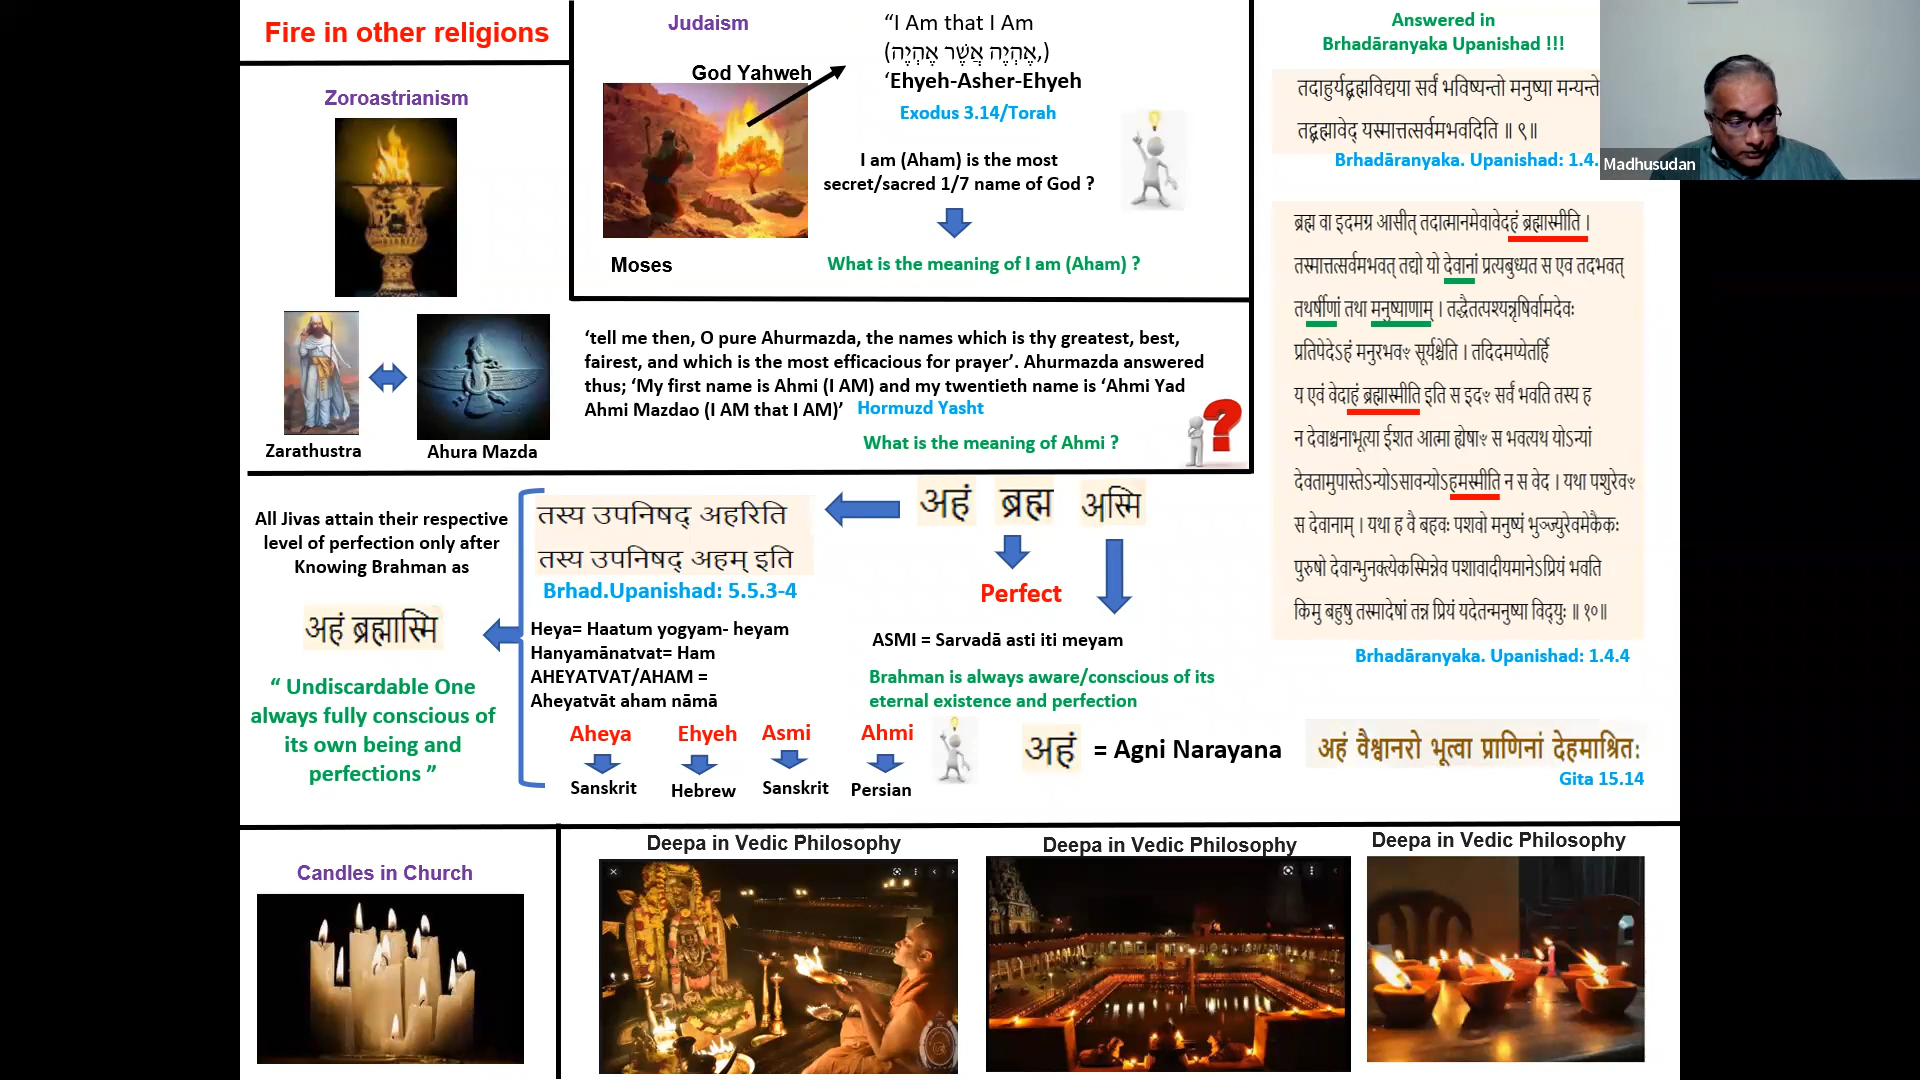 Fire in other religions
Zoroastrianism
Zarathustra
Ahura Mazda
Judaism
God Yahweh
Moses
“I Am that I Am
(אֶהְיֶה אֲשֶׁר אֶהְיֶה,)
‘Ehyeh-Asher-Ehyeh
Exodus 3.14/Torah
I am (Aham) is the most
secret/sacred 1/7 name of God ?
What is the meaning of I am (Aham) ?
‘tell me then, O pure Ahurmazda, the names which is thy greatest, best,
fairest, and which is the most efficacious for prayer’. Ahurmazda answered
thus; ‘My first name is Ahmi (I AM) and my twentieth name is ‘Ahmi Yad
Ahmi Mazdao (I AM that I AM)’ Hormuzd Yasht
What is the meaning of Ahmi ?
Answered in
Brhadāranyaka Upanishad !!!
तदाहुर्यद्ब्रह्मविद्यया सर्वं भविष्यन्तो मनुष्या मन्यन्ते
तद्ब्रह्मावेद् यस्मात्तत्सर्वमभवदिति ॥ ९॥
Brhadāranyaka. Upanishad: 1.4.
Madhusudan
ब्रह्म वा इदमग्र आसीत् तदात्मानमेवावेदहं ब्रह्मास्मीति ।
तस्मात्तत्सर्वमभवत् तद्यो यो देवानां प्रत्यबुध्यत स एव तदभवत्
तथर्षीणां तथा मनुष्याणाम् । तद्धैतत्पश्यन्नृषिर्वामदेवः
प्रतिपेदेऽहं मनुरभवꣳ सूर्यश्चेति । तदिदमप्येतर्हि
य एवं वेदाहं ब्रह्मास्मीति इति स इदꣳ सर्वं भवति तस्य ह
न देवाश्चनाभूत्या ईशत आत्मा ह्येषाꣳ स भवत्यथ योऽन्यां
देवतामुपास्तेऽन्योऽसावन्योऽहमस्मीति न स वेद । यथा पशुरेवꣳ
स देवानाम् । यथा ह वै बहवः पशवो मनुष्यं भुञ्ज्युरेवमेकैकः
पुरुषो देवान्भुनक्त्येकस्मिन्नेव पशावादीयमानेऽप्रियं भवति
किमु बहुषु तस्मादेषां तन्न प्रियं यदेतन्मनुष्या विद्युः ॥ १०॥
Brhadāranyaka. Upanishad: 1.4.4
All Jivas attain their respective
level of perfection only after
Knowing Brahman as
अहं ब्रह्मास्मि
“ Undiscardable One
always fully conscious of
its own being and
perfections ”
तस्य उपनिषद् अहरिति
तस्य उपनिषद् अहम् इति
Brhad.Upanishad: 5.5.3-4
Heya= Haatum yogyam- heyam
Hanyamānatvat= Ham
AHEYATVAT/AHAM =
Aheyatvāt aham nāmā
Aheya Ehyeh Asmi Ahmi
Sanskrit Hebrew Sanskrit Persian
अहं ब्रह्म अस्मि
Perfect
ASMI = Sarvadā asti iti meyam
Brahman is always aware/conscious of its
eternal existence and perfection
अहं = Agni Narayana
अहं वैश्वानरो भूत्वा प्राणिनां देहमाश्रितः
Gita 15.14
Candles in Church
Deepa in Vedic Philosophy
Deepa in Vedic Philosophy
Deepa in Vedic Philosophy